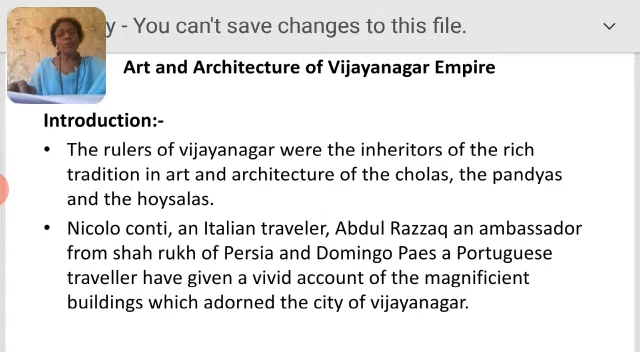 y - You can't save changes to this file.
Art and Architecture of Vijayanagar Empire
Introduction:-
• The rulers of vijayanagar were the inheritors of the rich
tradition in art and architecture of the cholas, the pandyas
and the hoysalas.
• Nicolo conti, an Italian traveler, Abdul Razzaq an ambassador
from shah rukh of Persia and Domingo Paes a Portuguese
traveller have given a vivid account of the magnificient
buildings which adorned the city of vijayanagar.